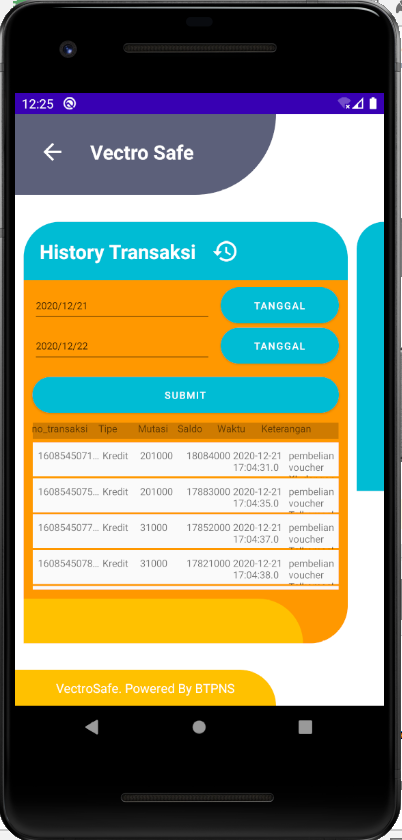 12:25
Vectro Safe
History Transaksi
2020/12/21
TANGGAL
2020/12/22
TANGGAL
SUBMIT
no_transaksi Tipe Mutasi Saldo Waktu Keterangan
1608545071... Kredit 201000 18084000 2020-12-21 pembelian
17:04:31.0 voucher
1608545075... Kredit 201000 17883000 2020-12-21 pembelian
17:04:35.0 voucher
1608545077... Kredit 31000 17852000 2020-12-21 pembelian
17:04:37.0 voucher
1608545078... Kredit 31000 17821000 2020-12-21 pembelian
17:04:38.0 voucher
VectroSafe. Powered By BTPNS